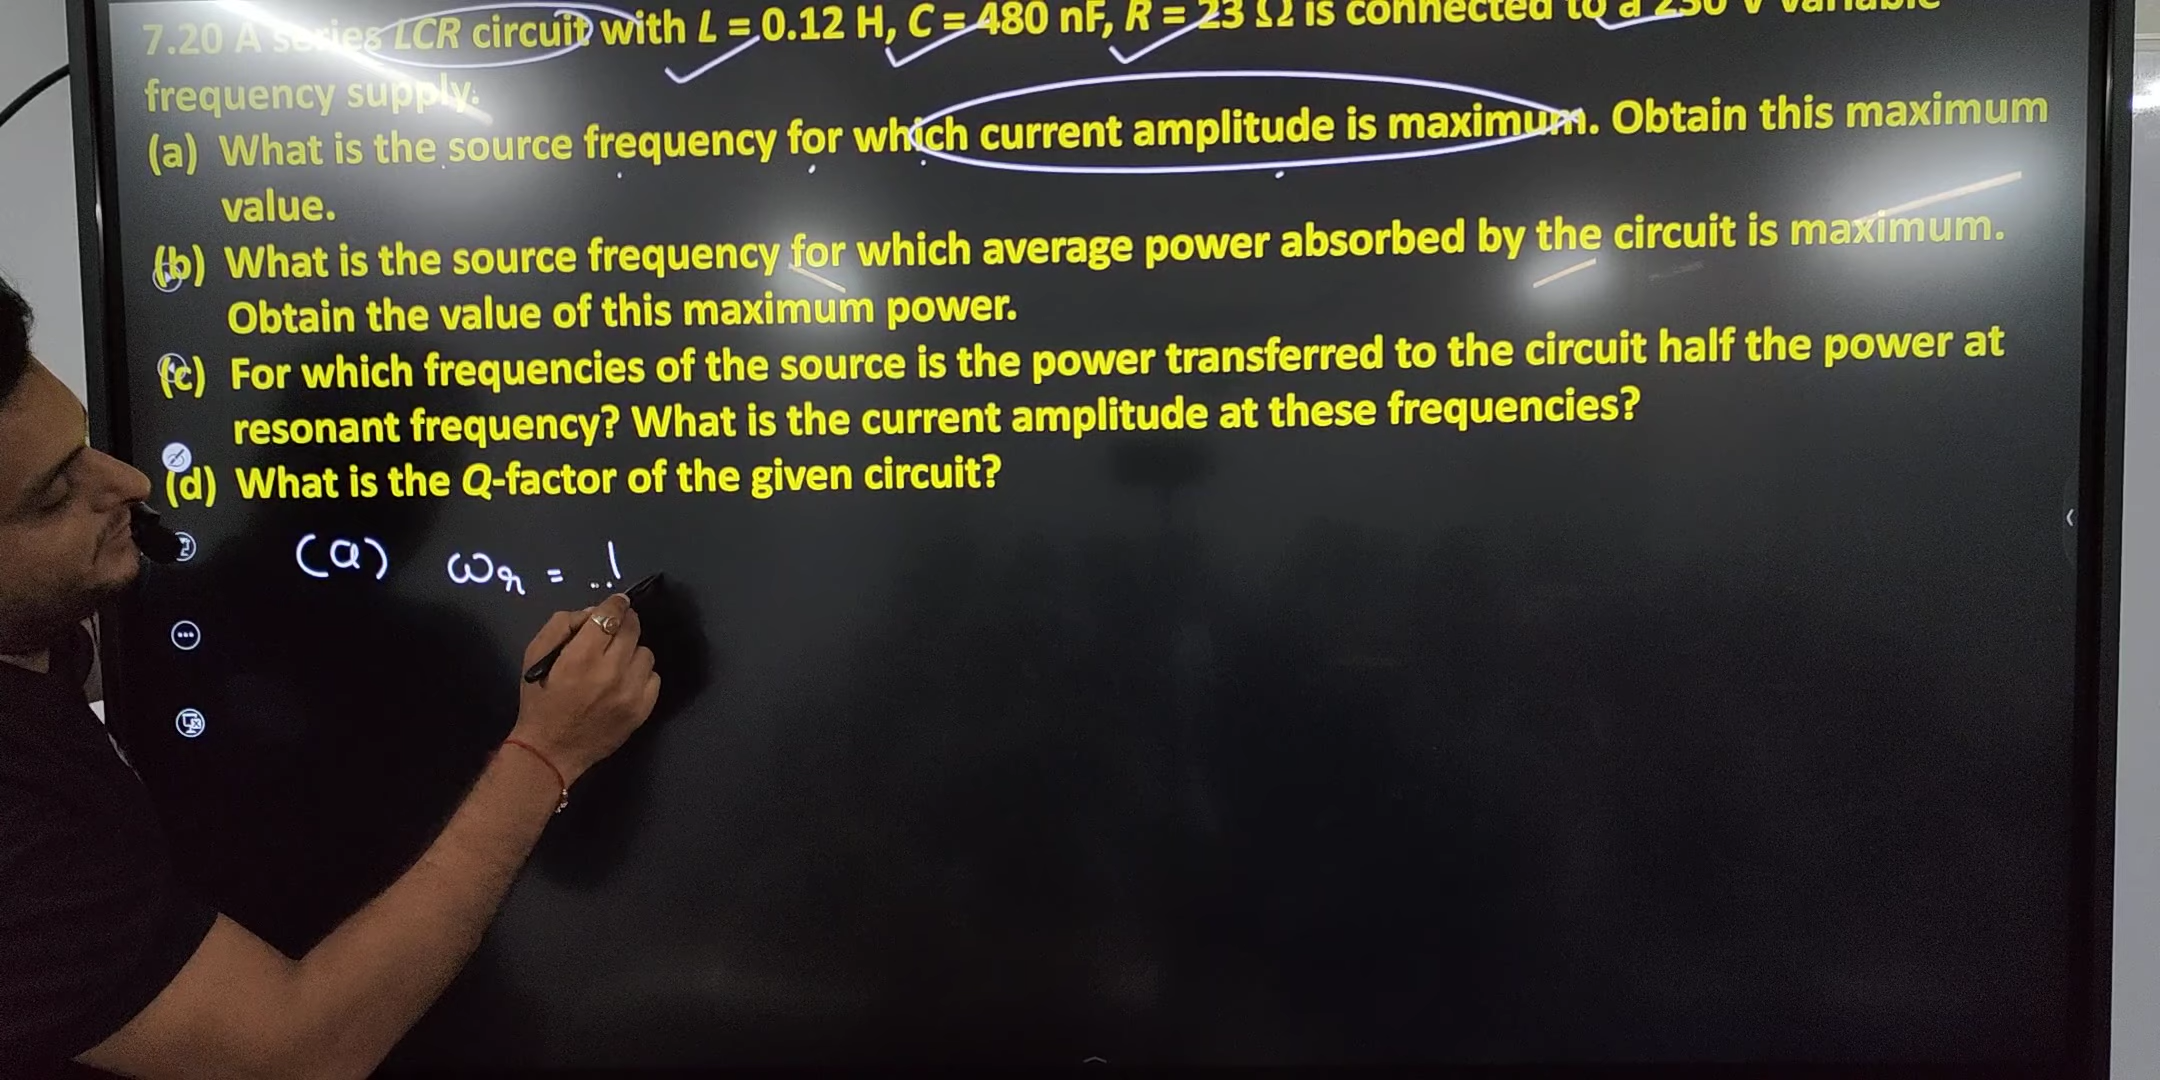 7.20 A series LCR circuit with L = 0.12 H, C = 480 nF, R = 23 Ω is connected to a 230 V variable
frequency supply.
(a) What is the source frequency for which current amplitude is maximum. Obtain this maximum
value.
(b) What is the source frequency for which average power absorbed by the circuit is maximum.
Obtain the value of this maximum power.
(c) For which frequencies of the source is the power transferred to the circuit half the power at
resonant frequency? What is the current amplitude at these frequencies?
(d) What is the Q-factor of the given circuit?
(a) ωr = 1